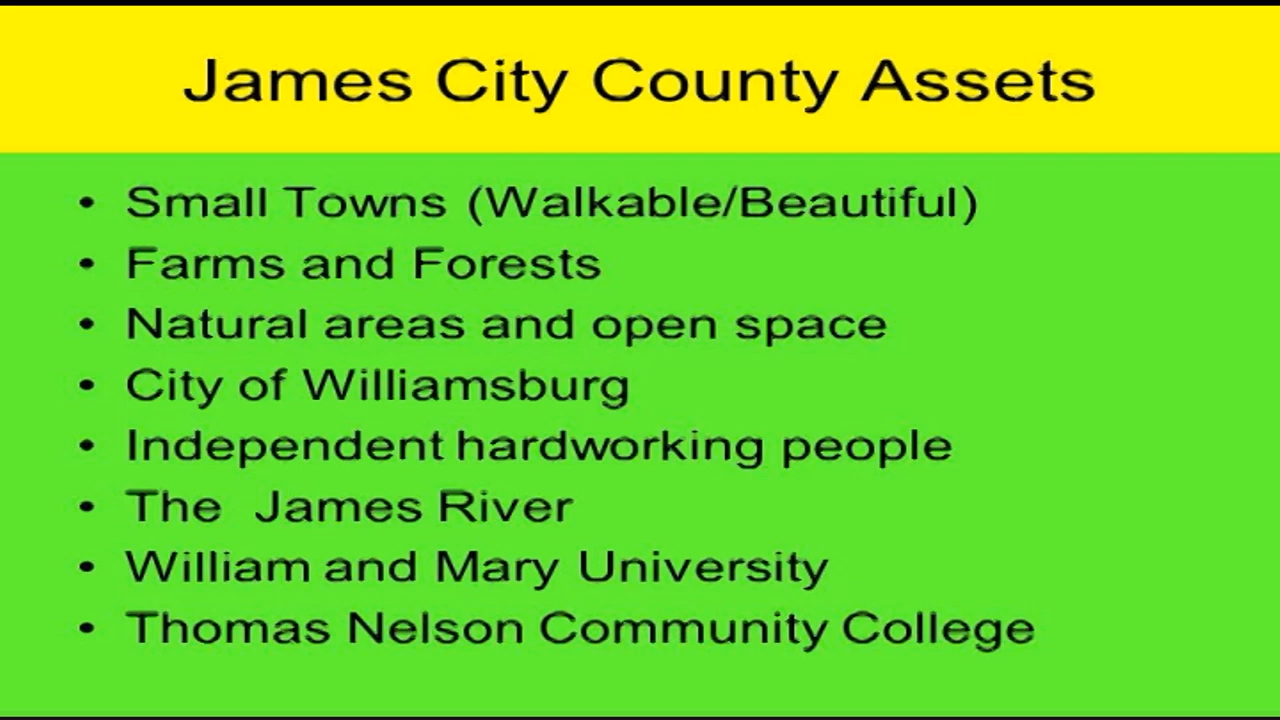 James City County Assets
• Small Towns (Walkable/Beautiful)
• Farms and Forests
• Natural areas and open space
• City of Williamsburg
• Independent hardworking people
• The  James River
• William and Mary University
• Thomas Nelson Community College